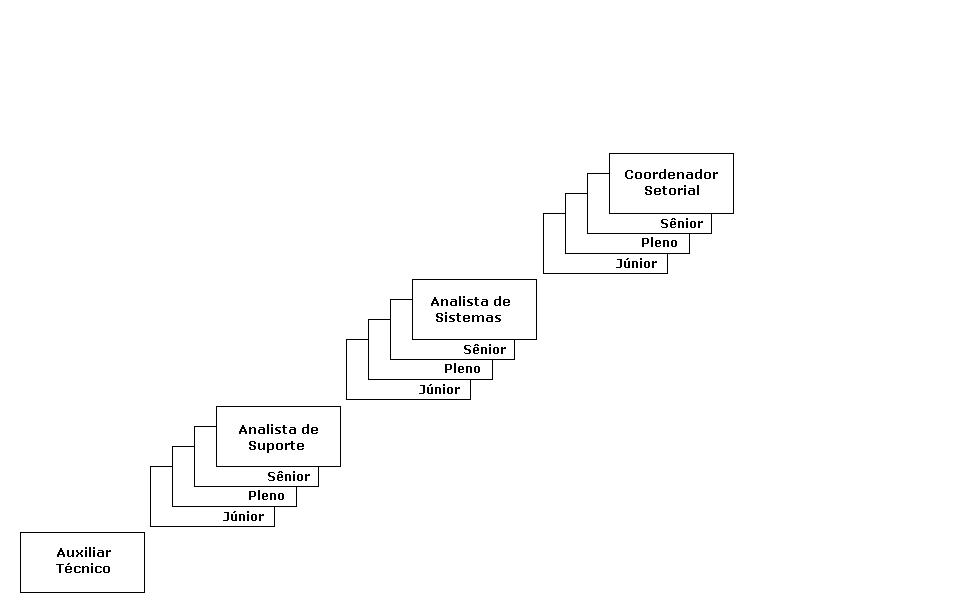 Coordenador
Setorial
Sênior
Pleno
Júnior
Analista de
Sistemas
Sênior
Pleno
Júnior
Analista de
Suporte
Sênior
Pleno
Júnior
Auxiliar
Técnico